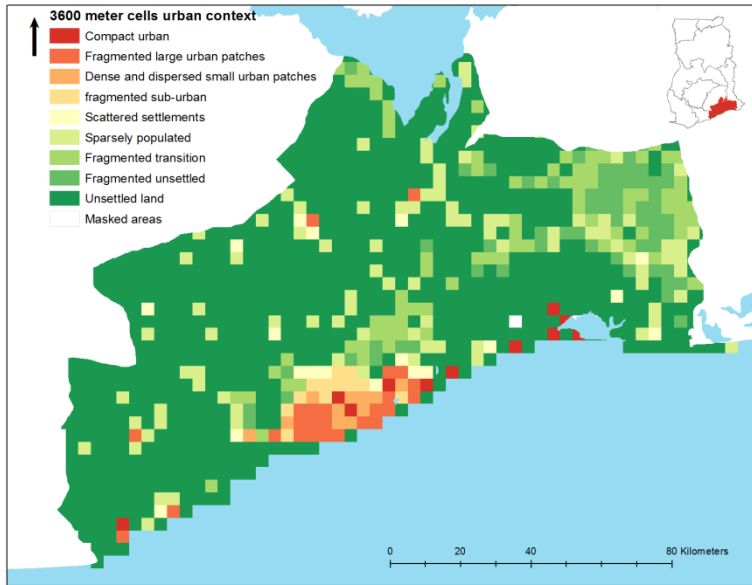 3600 meter cells urban context
Compact urban
Fragmented large urban patches
Dense and dispersed small urban patches
fragmented sub-urban
Scattered settlements
Sparsely populated
Fragmented transition
Fragmented unsettled
Unsettled land
Masked areas
0 20 40 80 Kilometers